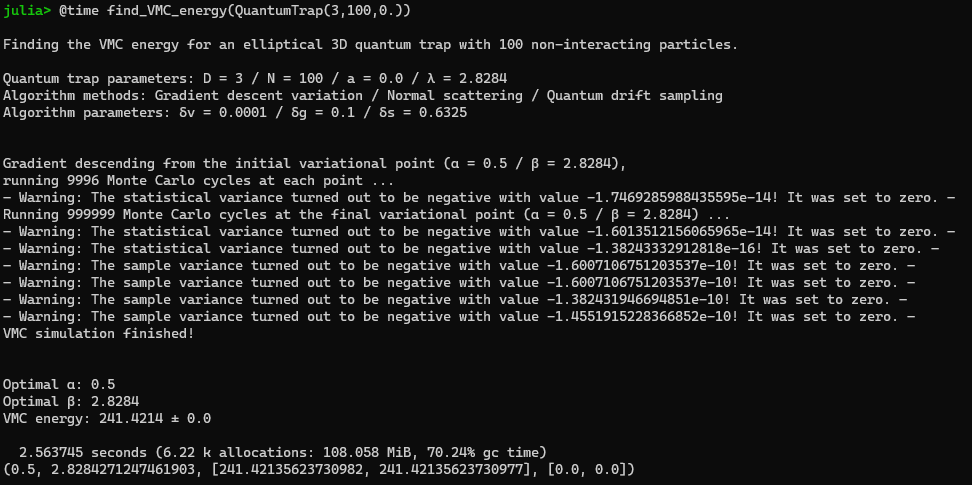 julia> @time find_VMC_energy(QuantumTrap(3,100,0.))
Finding the VMC energy for an elliptical 3D quantum trap with 100 non-interacting particles.
Quantum trap parameters: D = 3 / N = 100 / a = 0.0 / λ = 2.8284
Algorithm methods: Gradient descent variation / Normal scattering / Quantum drift sampling
Algorithm parameters: δv = 0.0001 / δg = 0.1 / δs = 0.6325
Gradient descending from the initial variational point (α = 0.5 / β = 2.8284),
running 9996 Monte Carlo cycles at each point ...
- Warning: The statistical variance turned out to be negative with value -1.7469285988435595e-14! It was set to zero. -
Running 999999 Monte Carlo cycles at the final variational point (α = 0.5 / β = 2.8284) ...
- Warning: The statistical variance turned out to be negative with value -1.6013512156065965e-14! It was set to zero. -
- Warning: The statistical variance turned out to be negative with value -1.38243332912818e-16! It was set to zero. -
- Warning: The sample variance turned out to be negative with value -1.6007106751203537e-10! It was set to zero. -
- Warning: The sample variance turned out to be negative with value -1.6007106751203537e-10! It was set to zero. -
- Warning: The sample variance turned out to be negative with value -1.382431946694851e-10! It was set to zero. -
- Warning: The sample variance turned out to be negative with value -1.4551915228366852e-10! It was set to zero. -
VMC simulation finished!
Optimal α: 0.5
Optimal β: 2.8284
VMC energy: 241.4214 ± 0.0
2.563745 seconds (6.22 k allocations: 108.058 MiB, 70.24% gc time)
(0.5, 2.8284271247461903, [241.42135623730982, 241.42135623730977], [0.0, 0.0])